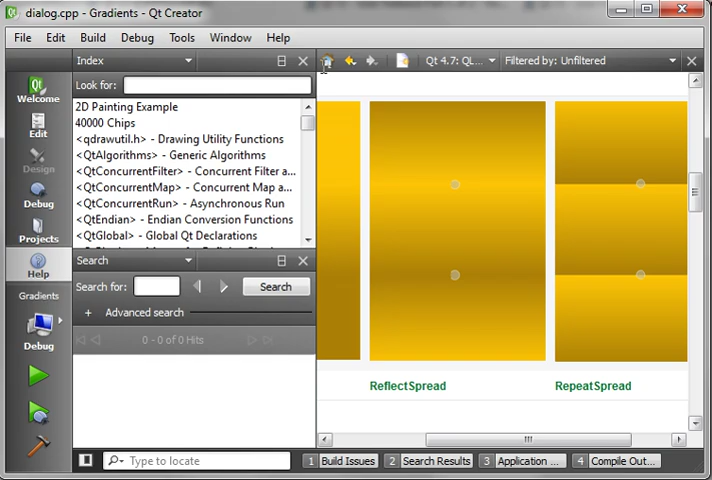 dialog.cpp - Gradients - Qt Creator
File Edit Build Debug Tools Window Help
Index
Qt 4.7: QL...
Filtered by: Unfiltered
Look for:
2D Painting Example
40000 Chips
<qdrawutil.h> - Drawing Utility Functions
<QtAlgorithms> - Generic Algorithms
<QtConcurrentFilter> - Concurrent Filter a...
<QtConcurrentMap> - Concurrent Map a...
<QtConcurrentRun> - Asynchronous Run
<QtEndian> - Endian Conversion Functions
<QtGlobal> - Global Qt Declarations
Welcome
Edit
Design
Debug
Projects
Help
Gradients
Debug
Search
Search for:
Search
+ Advanced search
0 - 0 of 0 Hits
ReflectSpread
RepeatSpread
Type to locate
1 Build Issues
2 Search Results
3 Application ...
4 Compile Out...